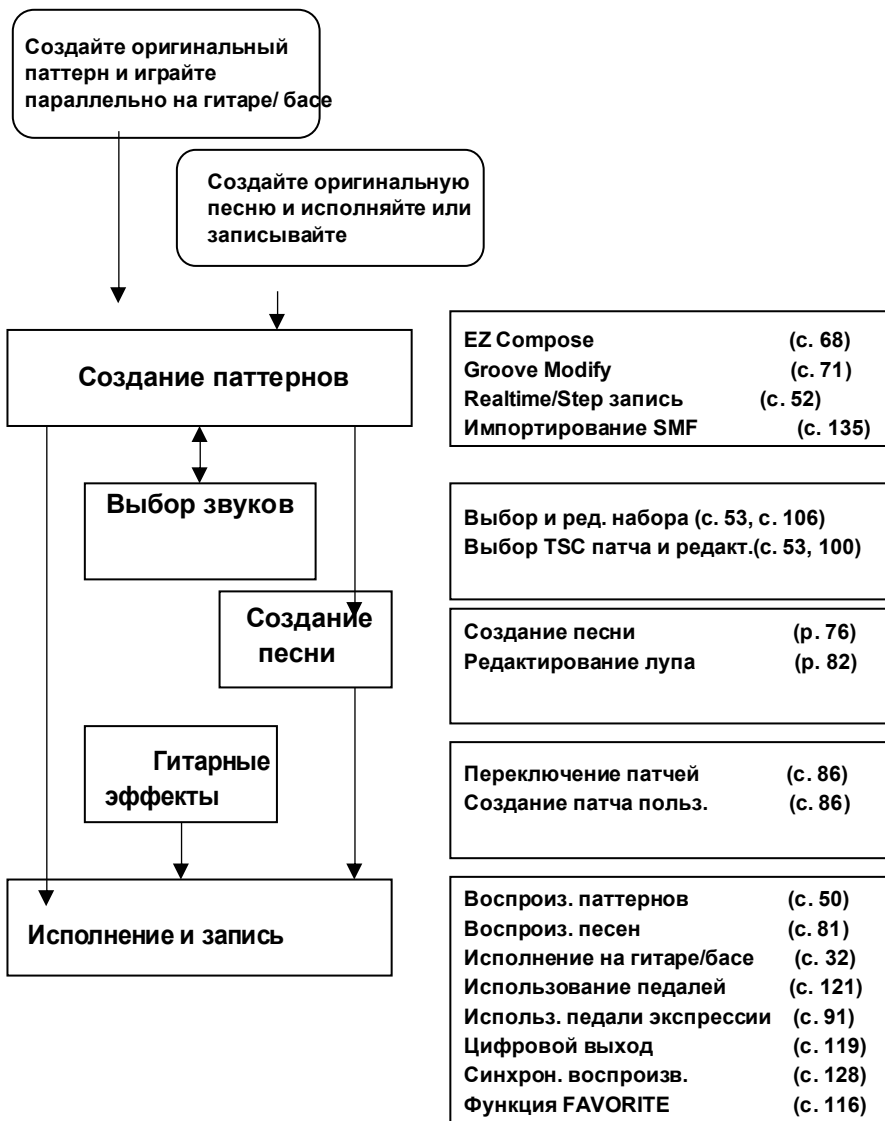 Создайте оригинальный
паттерн и играйте
параллельно на гитаре/ басе
Создайте оригинальную
песню и исполняйте или
записывайте
Создание паттернов
EZ Compose (с. 68)
Groove Modify (с. 71)
Realtime/Step запись (с. 52)
Импортирование SMF (с. 135)
Выбор звуков
Выбор и ред. набора (с. 53, с. 106)
Выбор TSC патча и редакт.(с. 53, 100)
Создание
песни
Создание песни (p. 76)
Редактирование лупа (p. 82)
Гитарные
эффекты
Переключение патчей (с. 86)
Создание патча польз. (с. 86)
Исполнение и запись
Воспроиз. паттернов (с. 50)
Воспроиз. песен (с. 81)
Исполнение на гитаре/басе (с. 32)
Использование педалей (с. 121)
Использ. педали экспрессии (с. 91)
Цифровой выход (с. 119)
Синхрон. воспроизв. (с. 128)
Функция FAVORITE (с. 116)